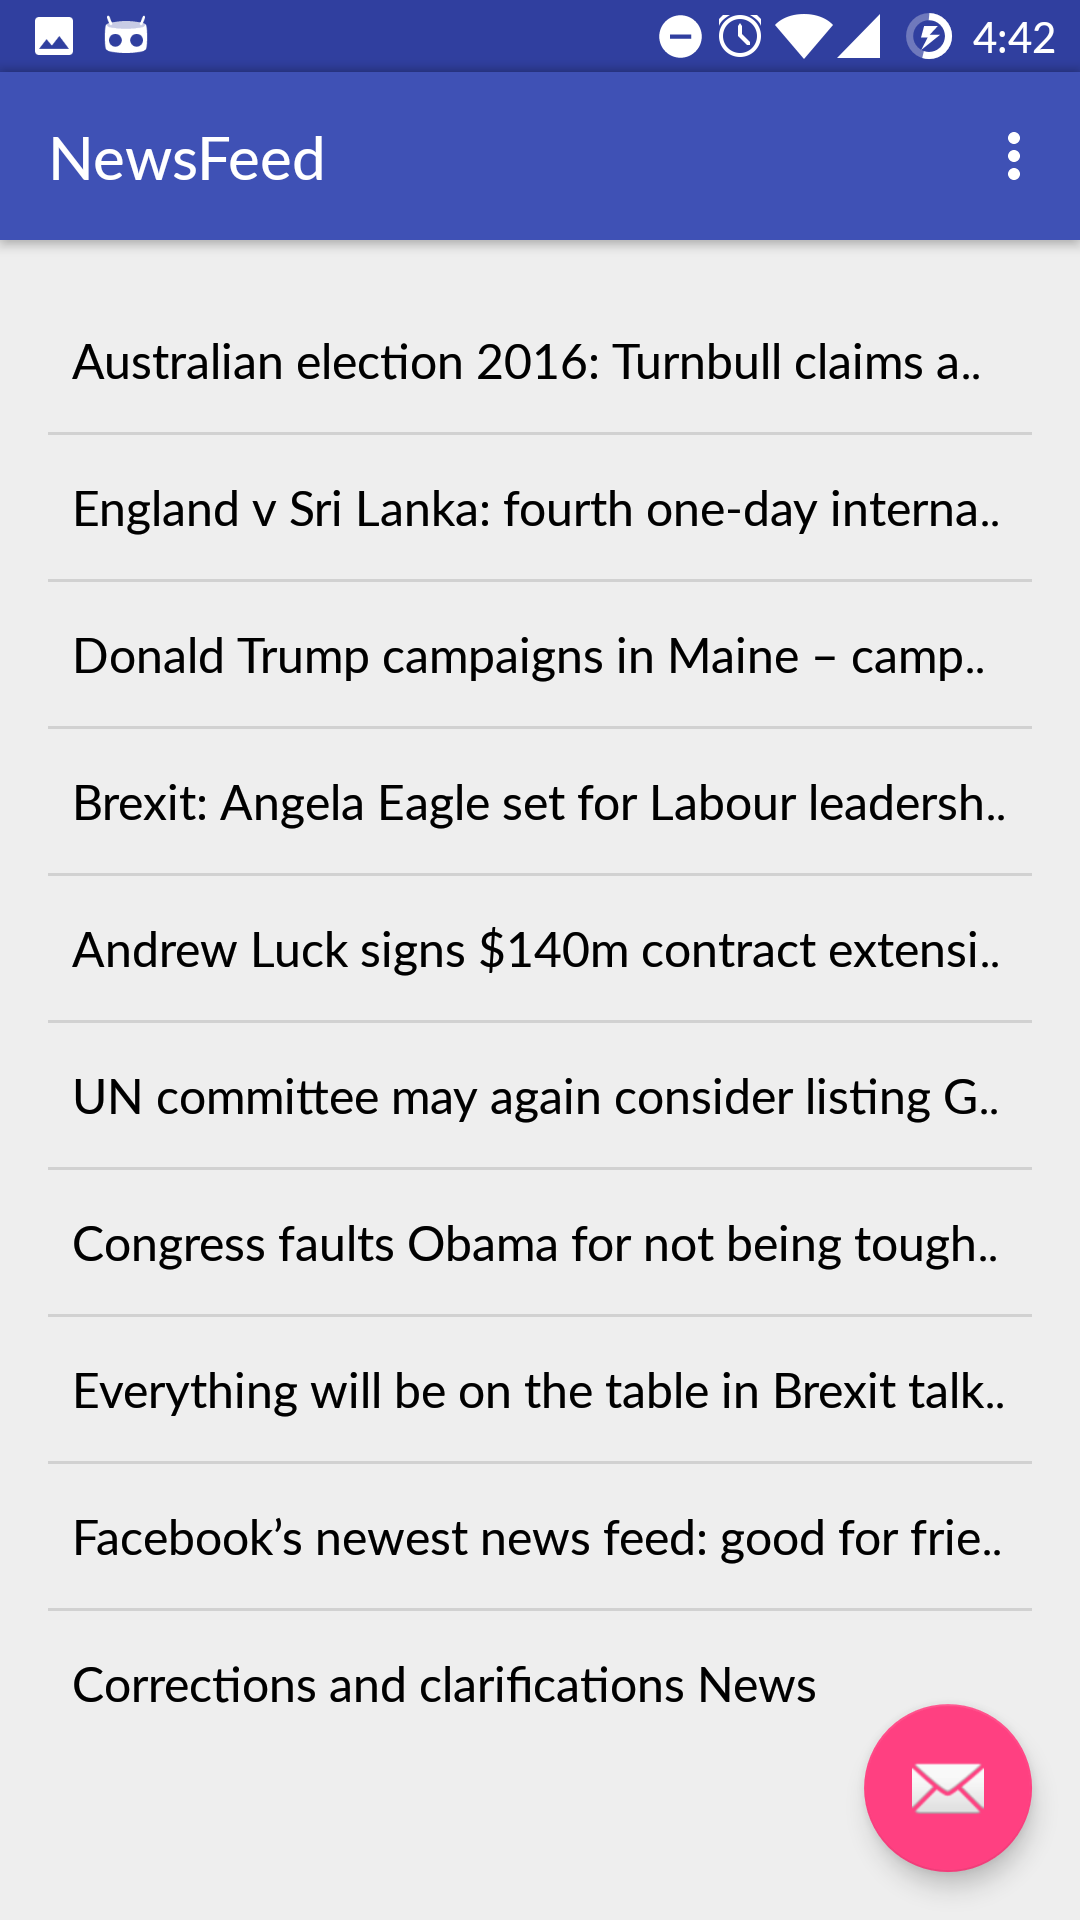 4:42
NewsFeed
Australian election 2016: Turnbull claims a..
England v Sri Lanka: fourth one-day interna..
Donald Trump campaigns in Maine – camp..
Brexit: Angela Eagle set for Labour leadersh..
Andrew Luck signs $140m contract extensi..
UN committee may again consider listing G..
Congress faults Obama for not being tough..
Everything will be on the table in Brexit talk..
Facebook’s newest news feed: good for frie..
Corrections and clarifications News